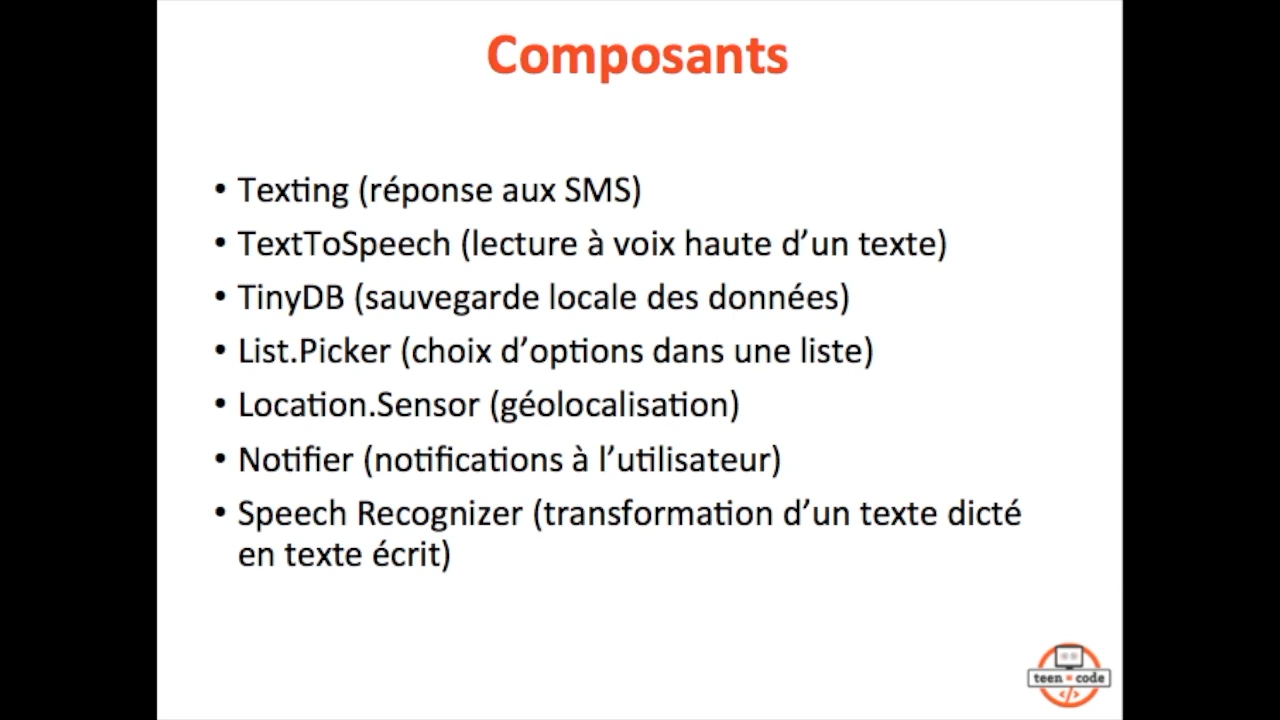 Composants
• Texting (réponse aux SMS)
• TextToSpeech (lecture à voix haute d’un texte)
• TinyDB (sauvegarde locale des données)
• List.Picker (choix d’options dans une liste)
• Location.Sensor (géolocalisation)
• Notifier (notifications à l’utilisateur)
• Speech Recognizer (transformation d’un texte dicté
en texte écrit)
teen code
</>